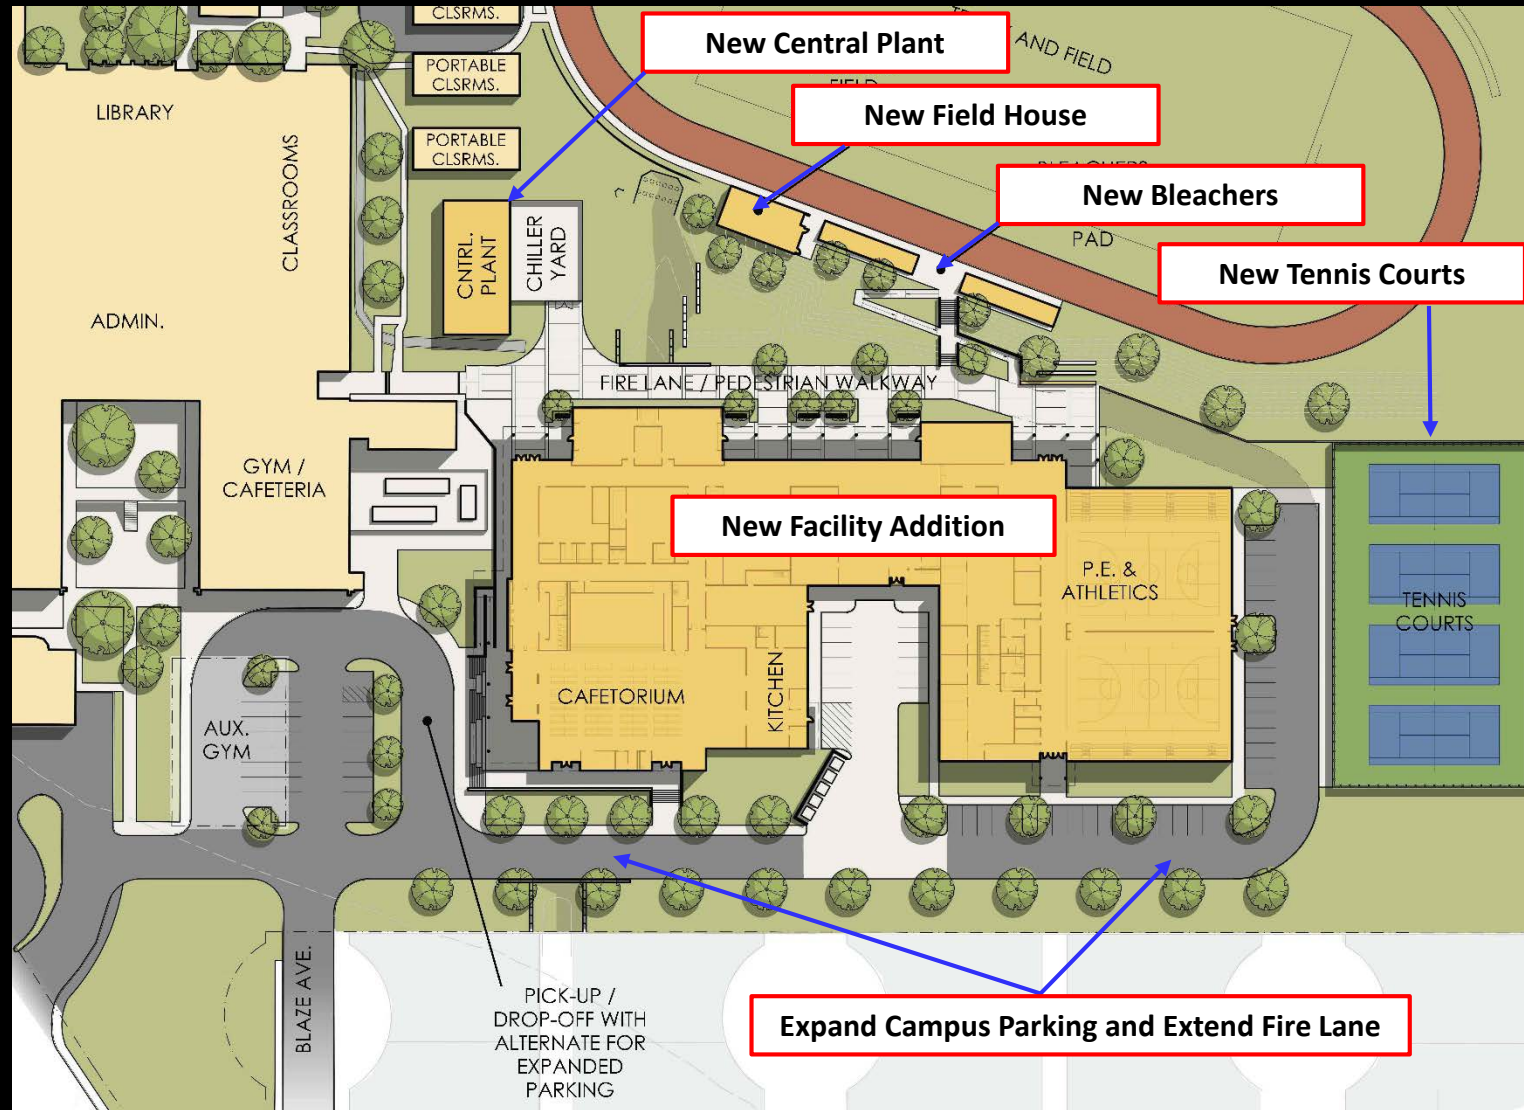 CLSRMS.
CLSRMS.
New Central Plant
AND FIELD
PORTABLE
CLSRMS.
LIBRARY
New Field House
PORTABLE
CLSRMS.
CLASSROOMS
New Bleachers
PAD
CNTRL.
PLANT
CHILLER
YARD
New Tennis Courts
ADMIN.
FIRE LANE / PEDESTRIAN WALKWAY
GYM /
CAFETERIA
New Facility Addition
P.E. &
ATHLETICS
TENNIS
COURTS
CAFETORIUM
KITCHEN
AUX.
GYM
BLAZE AVE.
PICK-UP /
DROP-OFF WITH
ALTERNATE FOR
EXPANDED
PARKING
Expand Campus Parking and Extend Fire Lane